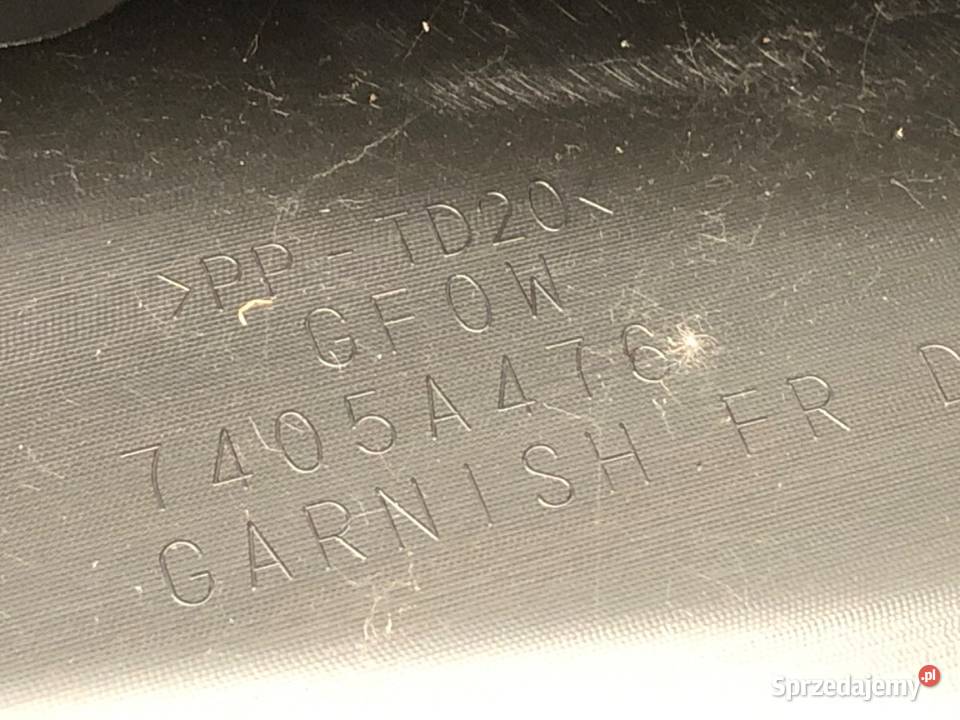 >PP-TD20<
GF0W
7405A476
GARNISH.FR D
Sprzedajemy.pl